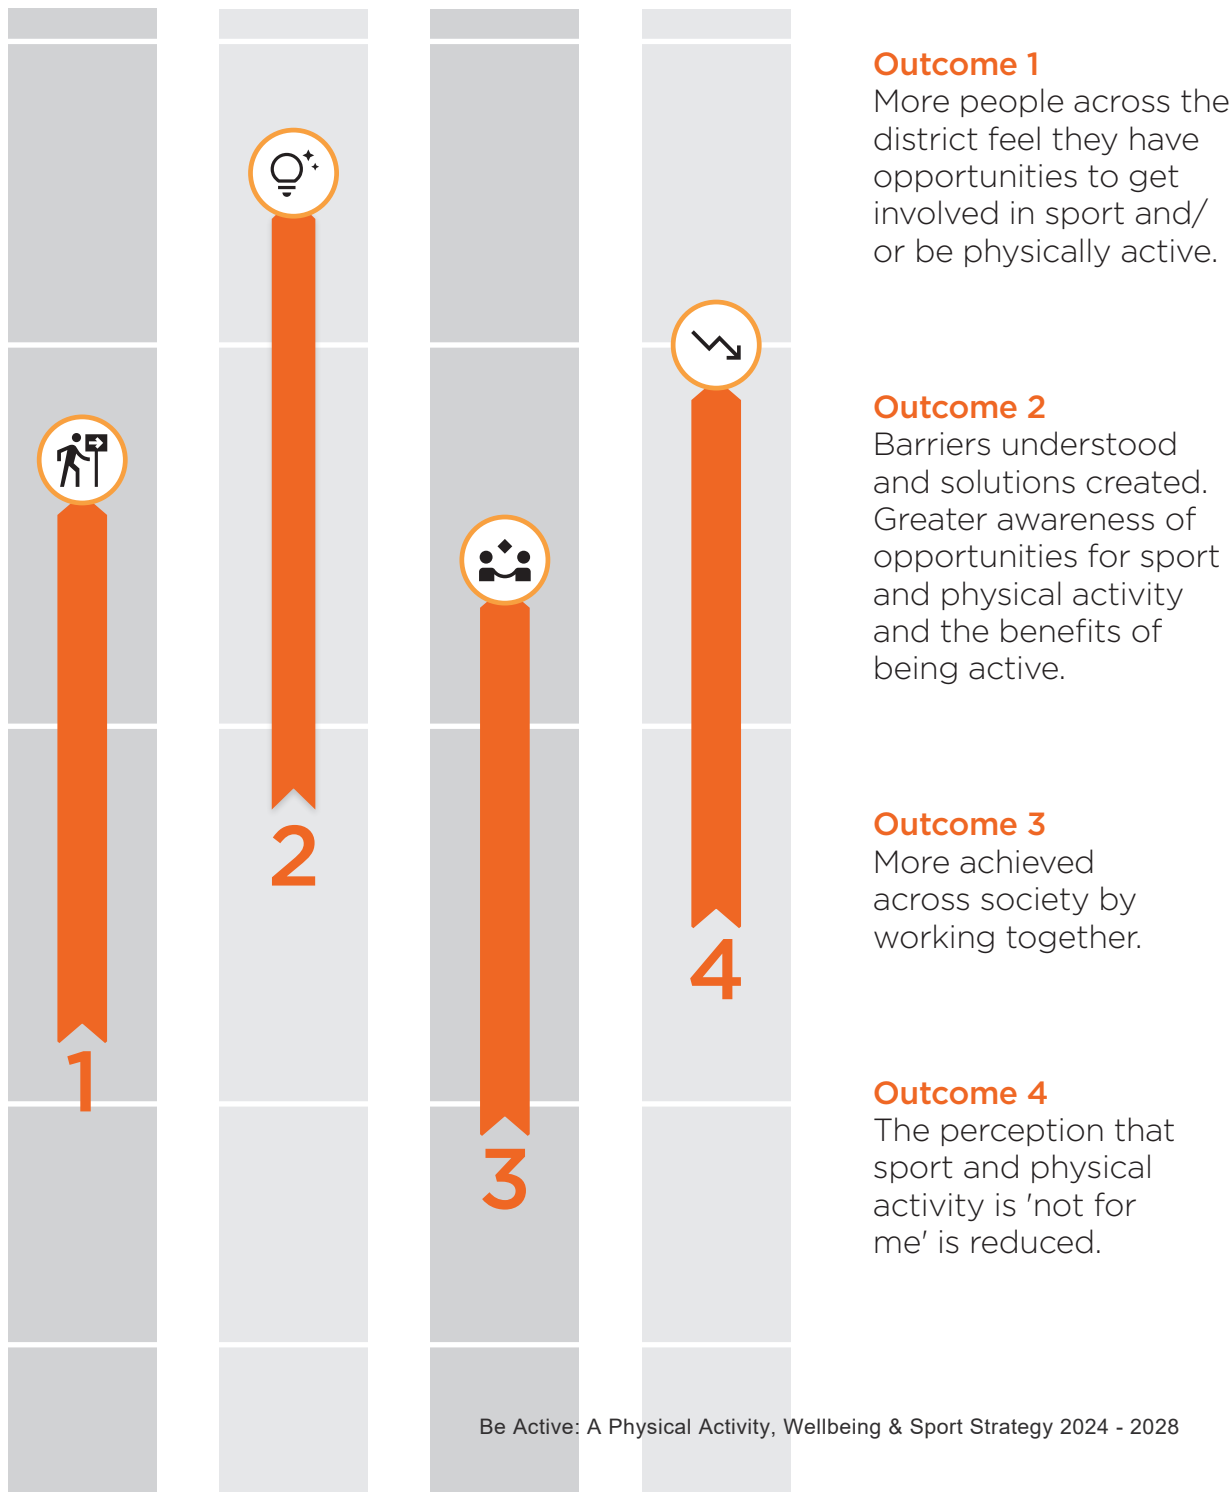 Outcome 1
More people across the
district feel they have
opportunities to get
involved in sport and/
or be physically active.
Outcome 2
Barriers understood
and solutions created.
Greater awareness of
opportunities for sport
and physical activity
and the benefits of
being active.
Outcome 3
More achieved
across society by
working together.
Outcome 4
The perception that
sport and physical
activity is 'not for
me' is reduced.
1
2
3
4
Be Active: A Physical Activity, Wellbeing & Sport Strategy 2024 - 2028